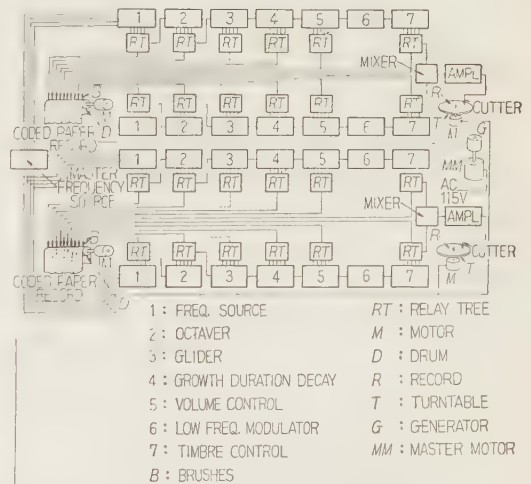 1 2 3 4 5 6 7
RT RT RT RT RT RT
MIXER
AMPL
R
RT RT RT RT RT RT
CUTTER
T M G
CODED PAPER D
RECORD
1 2 3 4 5 6 7
1 2 3 4 5 6 7
MASTER
FREQUENCY
SOURCE
RT RT RT RT RT RT
MM
AC
115V
MIXER
AMPL
R
RT RT RT RT RT RT
CUTTER
M T
CODED PAPER
RECORD
1 2 3 4 5 6 7
1 : FREQ. SOURCE
2 : OCTAVER
3 : GLIDER
4 : GROWTH DURATION DECAY
5 : VOLUME CONTROL
6 : LOW FREQ. MODULATOR
7 : TIMBRE CONTROL
B : BRUSHES
RT : RELAY TREE
M : MOTOR
D : DRUM
R : RECORD
T : TURNTABLE
G : GENERATOR
MM : MASTER MOTOR